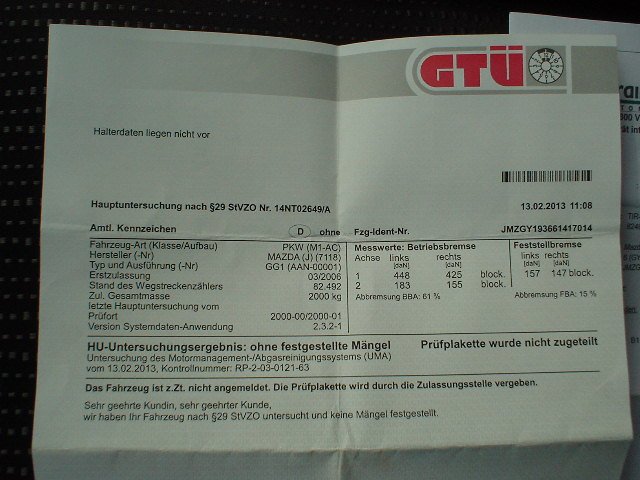 GTÜ
Halterdaten liegen nicht vor
Hauptuntersuchung nach §29 StVZO Nr. 14NT02649/A 13.02.2013 11:08
Amtl. Kennzeichen D ohne Fzg-Ident-Nr. JMZGY193661417014
Fahrzeug-Art (Klasse/Aufbau) PKW (M1-AC)
Hersteller (-Nr) MAZDA (J) (7118)
Typ und Ausführung (-Nr) GG1 (AAN-00001)
Erstzulassung 03/2006
Stand des Wegstreckenzählers 82.492
Zul. Gesamtmasse 2000 kg
letzte Hauptuntersuchung vom
Prüfort 2000-00/2000-01
Version Systemdaten-Anwendung 2.3.2-1
Messwerte: Betriebsbremse
Achse links rechts
[daN] [daN]
1 448 425 block.
2 183 155 block.
Abbremsung BBA: 61 %
Feststellbremse
links rechts
[daN] [daN]
157 147 block.
Abbremsung FBA: 15 %
HU-Untersuchungsergebnis: ohne festgestellte Mängel Prüfplakette wurde nicht zugeteilt
Untersuchung des Motormanagement-/Abgasreinigungssystems (UMA)
vom 13.02.2013, Kontrollnummer: RP-2-03-0121-63
Das Fahrzeug ist z.Zt. nicht angemeldet. Die Prüfplakette wird durch die Zulassungsstelle vergeben.
Sehr geehrte Kundin, sehr geehrter Kunde,
wir haben Ihr Fahrzeug nach §29 StVZO untersucht und keine Mängel festgestellt.